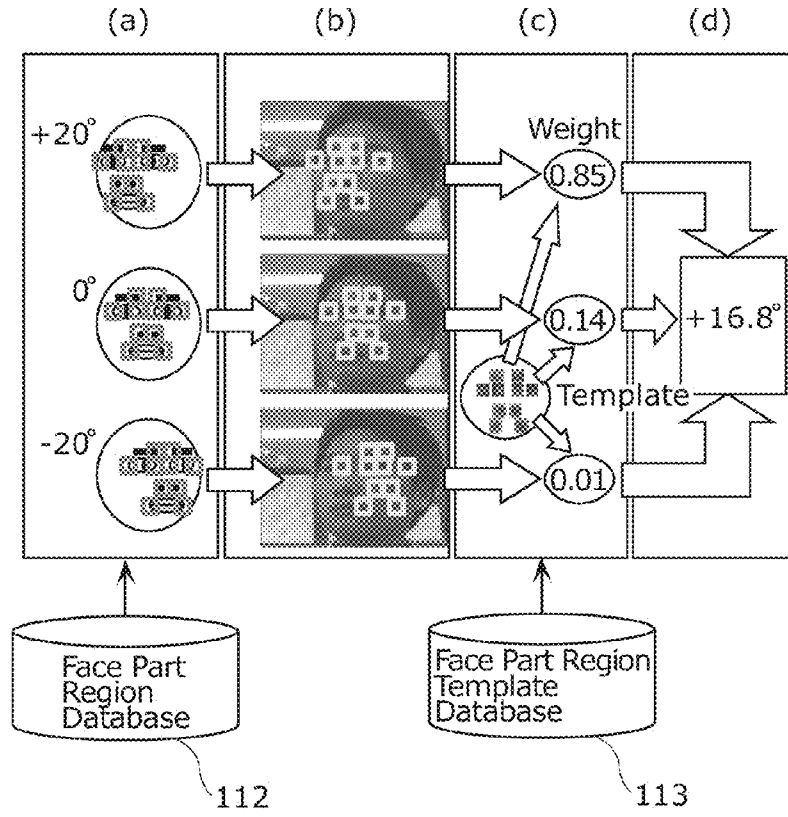 (a) (b) (c) (d)
+20°
Weight
0.85
0°
0.14
+16.8°
Template
-20°
0.01
Face Part
Region
Database
Face Part Region
Template
Database
112
113